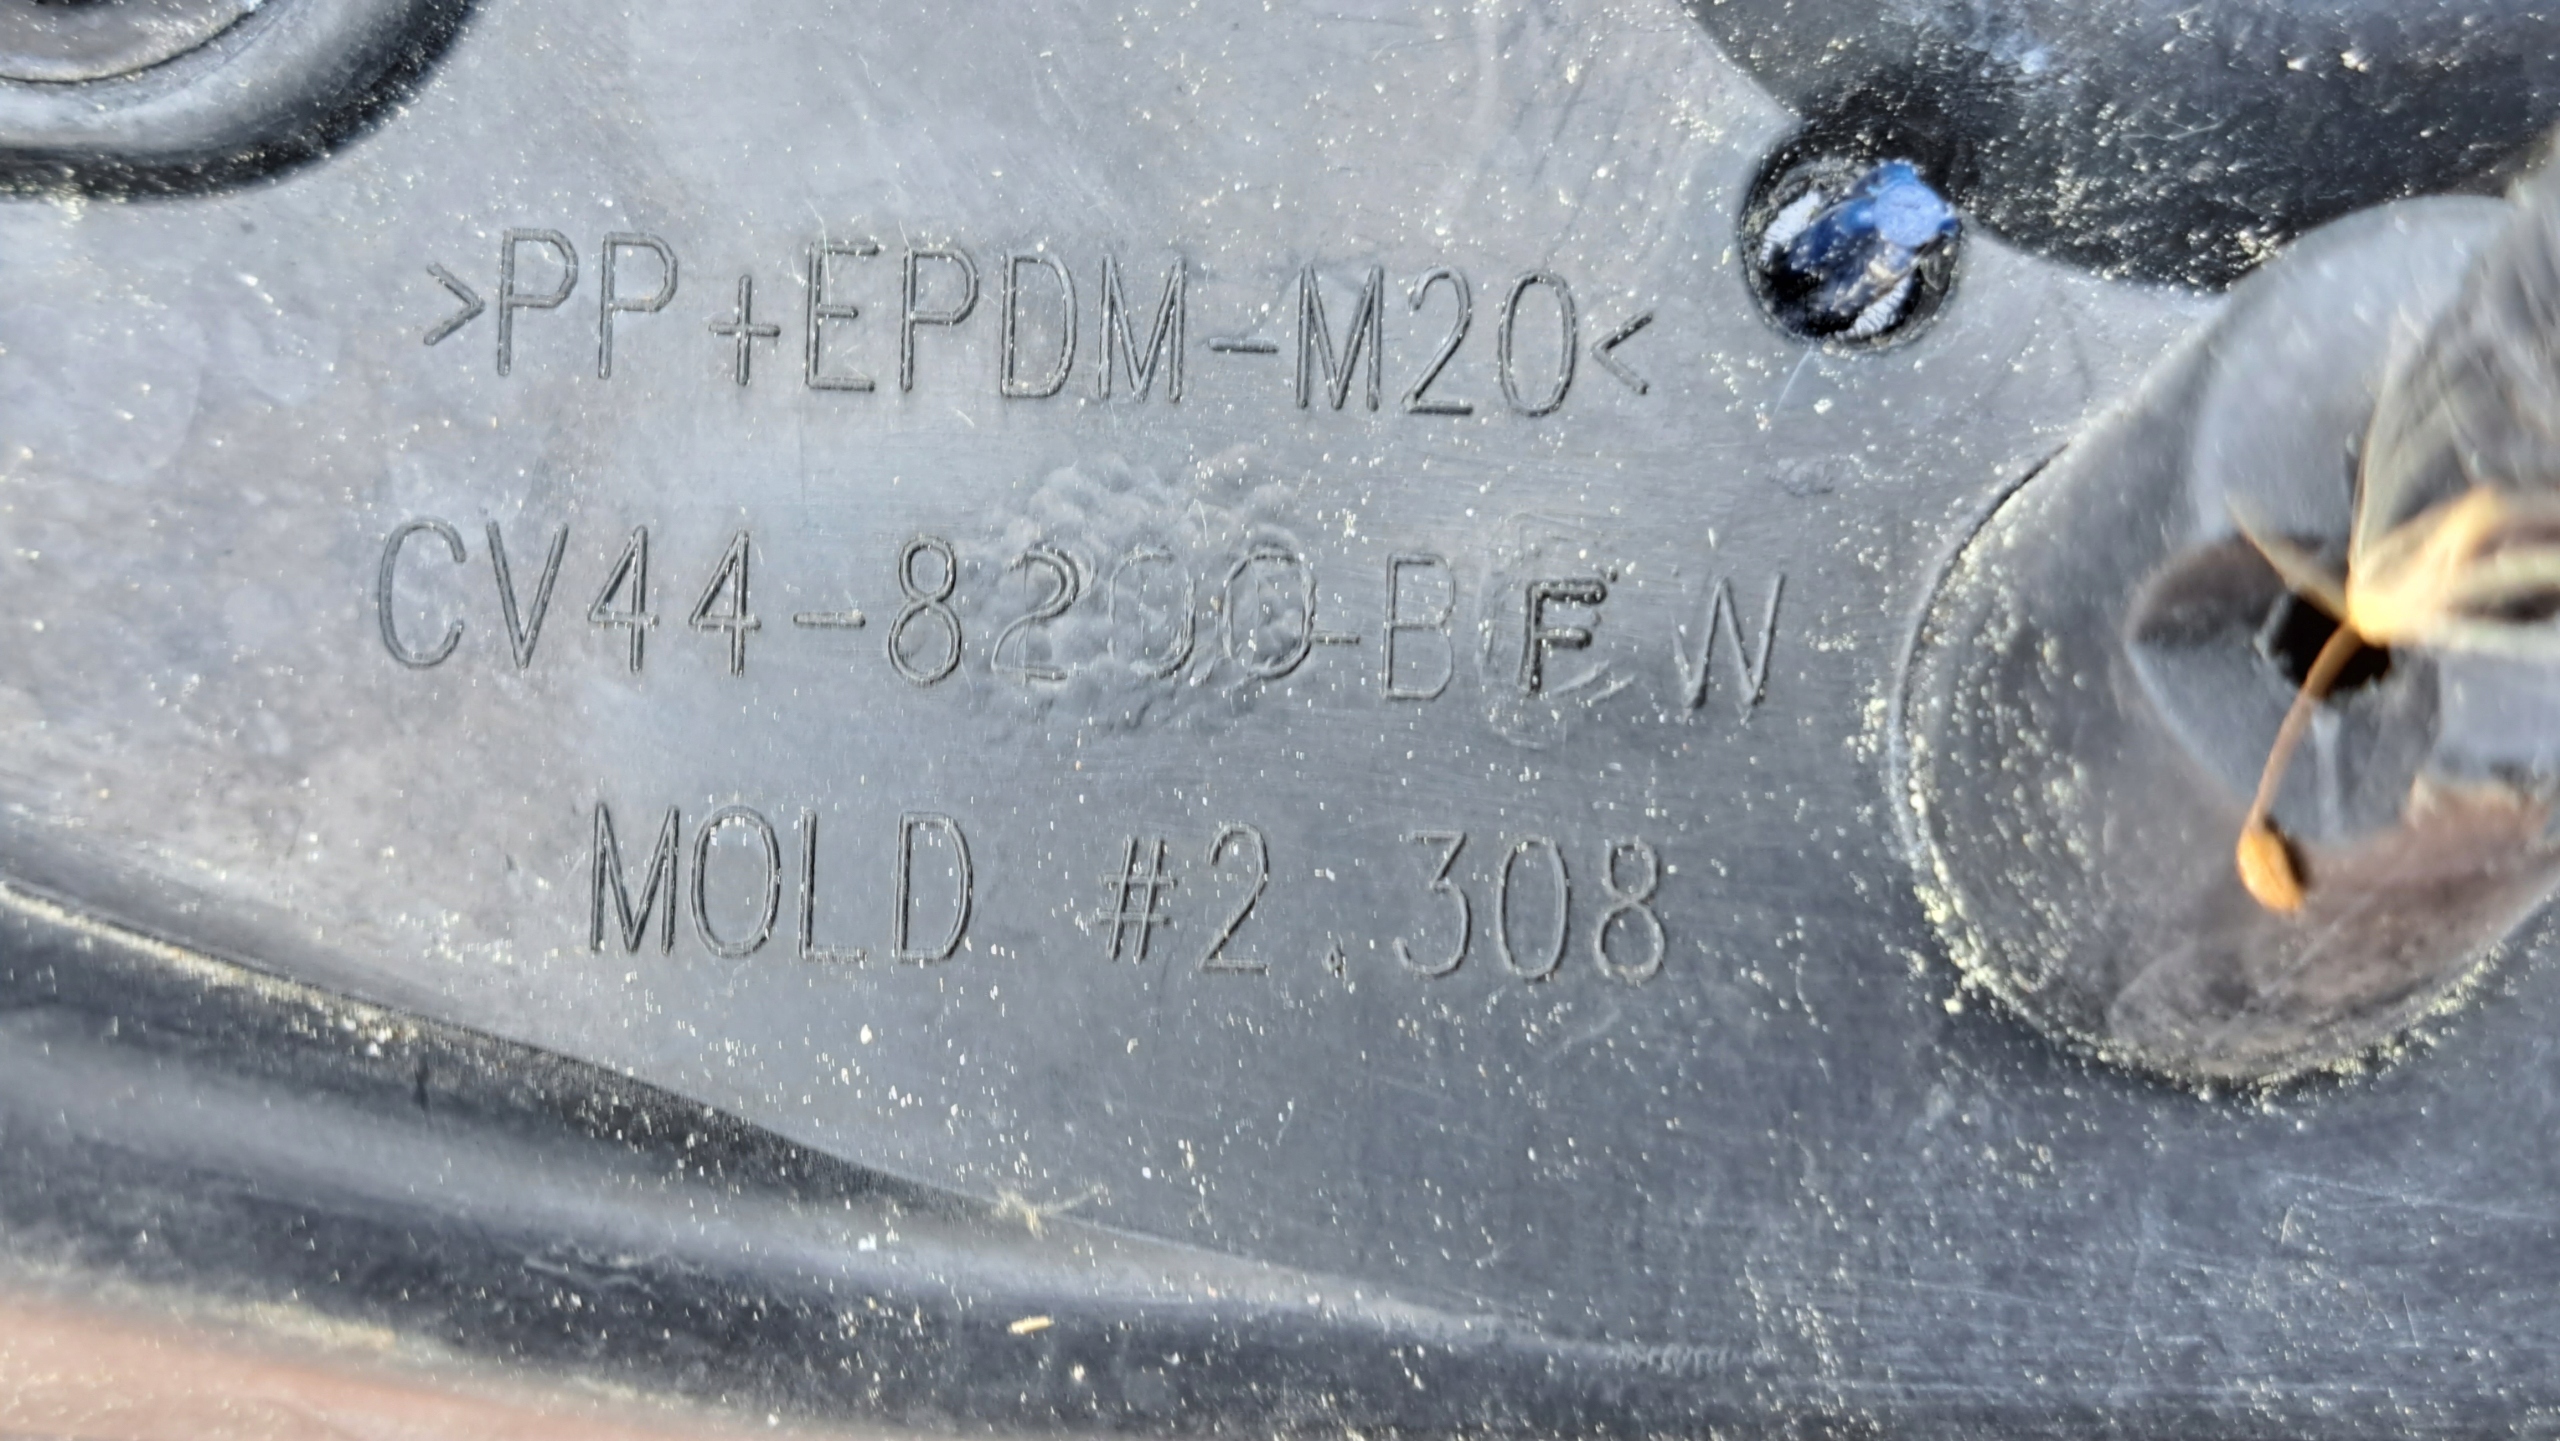 >PP+EPDM-M20<
CV44-8200-BFW
MOLD #2.308